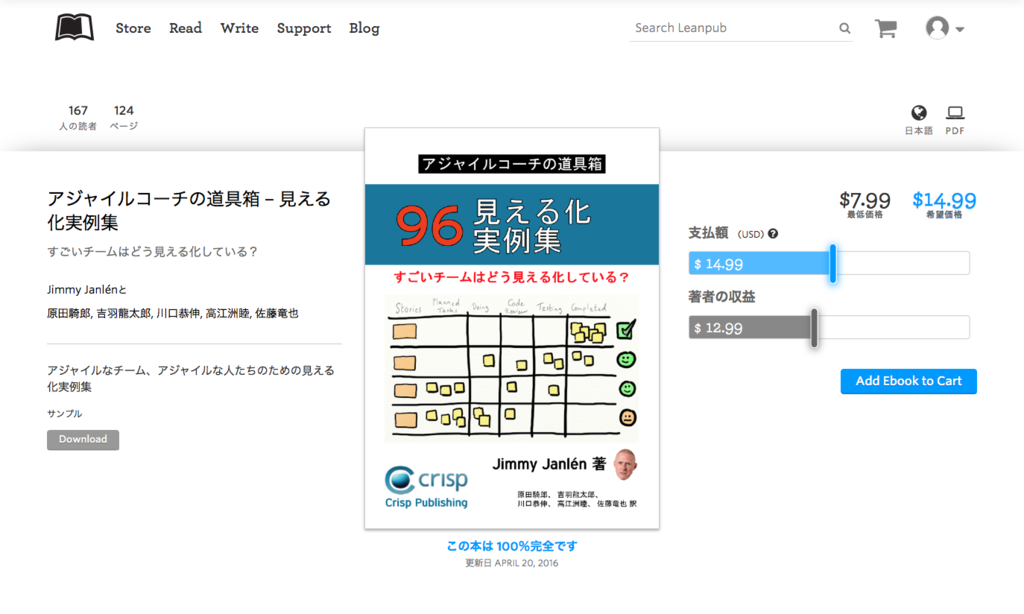 Store Read Write Support Blog
Search Leanpub
167 124
人の読者 ページ
日本語 PDF
アジャイルコーチの道具箱 – 見える
化実例集
すごいチームはどう見える化している？
Jimmy Janlénと
原田騎郎, 吉羽龍太郎, 川口恭伸, 高江洲睦, 佐藤竜也
アジャイルなチーム、アジャイルな人たちのための見える
化実例集
サンプル
Download
アジャイルコーチの道具箱
96 見える化
実例集
すごいチームはどう見える化している？
Stories Planned Tasks Doing Code Review Testing Completed
Jimmy Janlén 著
crisp
Crisp Publishing
原田騎郎、 吉羽龍太郎、
川口恭伸、 高江洲睦、 佐藤竜也 訳
この本は 100%完全です
更新日 APRIL 20, 2016
$7.99 $14.99
最低価格 希望価格
支払額 (USD) ?
$ 14.99
著者の収益
$ 12.99
Add Ebook to Cart